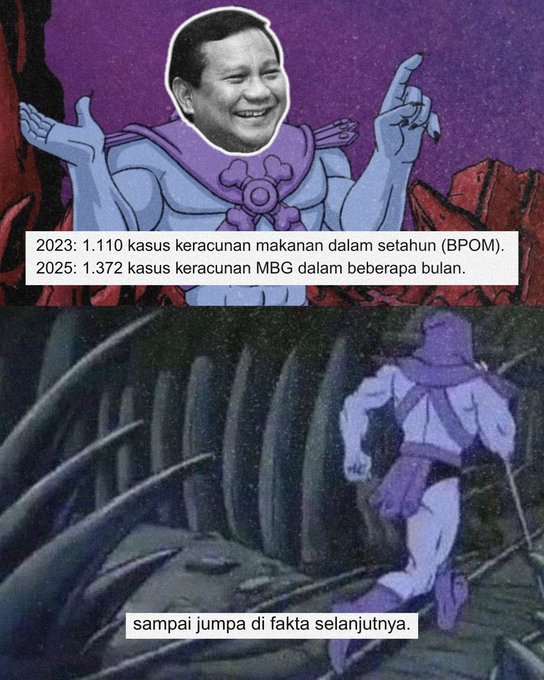 2023: 1.110 kasus keracunan makanan dalam setahun (BPOM).
2025: 1.372 kasus keracunan MBG dalam beberapa bulan.
sampai jumpa di fakta selanjutnya.